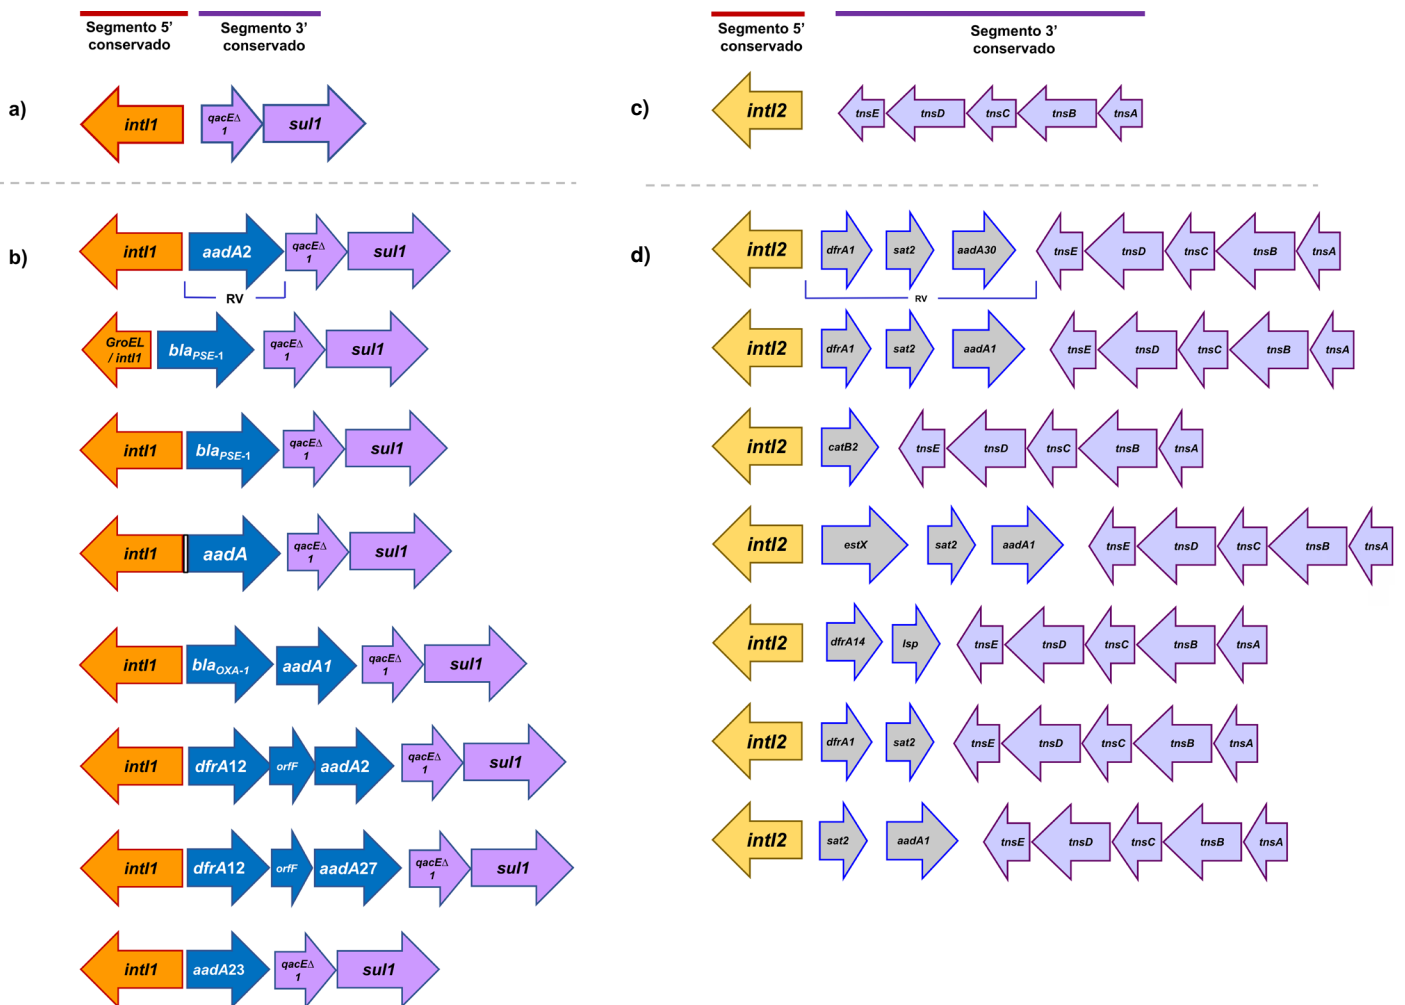 Segmento 5’
conservado
Segmento 3’
conservado
a)
intI1
qacEΔ
1
sul1
b)
intI1
aadA2
qacEΔ
1
sul1
RV
GroEL
/ intI1
blaPSE-1
qacEΔ
1
sul1
intI1
blaPSE-1
qacEΔ
1
sul1
intI1
aadA
qacEΔ
1
sul1
intI1
blaOXA-1
aadA1
qacEΔ
1
sul1
intI1
dfrA12
orfF
aadA2
qacEΔ
1
sul1
intI1
dfrA12
orfF
aadA27
qacEΔ
1
sul1
intI1
aadA23
qacEΔ
1
sul1
Segmento 5’
conservado
Segmento 3’
conservado
c)
intI2
tnsE
tnsD
tnsC
tnsB
tnsA
d)
intI2
dfrA1
sat2
aadA30
tnsE
tnsD
tnsC
tnsB
tnsA
RV
intI2
dfrA1
sat2
aadA1
tnsE
tnsD
tnsC
tnsB
tnsA
intI2
catB2
tnsE
tnsD
tnsC
tnsB
tnsA
intI2
estX
sat2
aadA1
tnsE
tnsD
tnsC
tnsB
tnsA
intI2
dfrA14
lsp
tnsE
tnsD
tnsC
tnsB
tnsA
intI2
dfrA1
sat2
tnsE
tnsD
tnsC
tnsB
tnsA
intI2
sat2
aadA1
tnsE
tnsD
tnsC
tnsB
tnsA